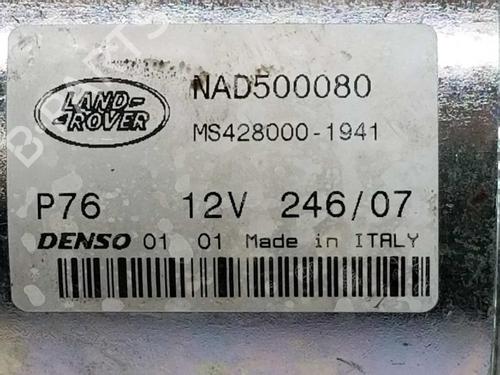 LAND-
-ROVER
NAD500080
MS428000-1941
P76 12V 246/07
DENSO 01 01 Made in ITALY